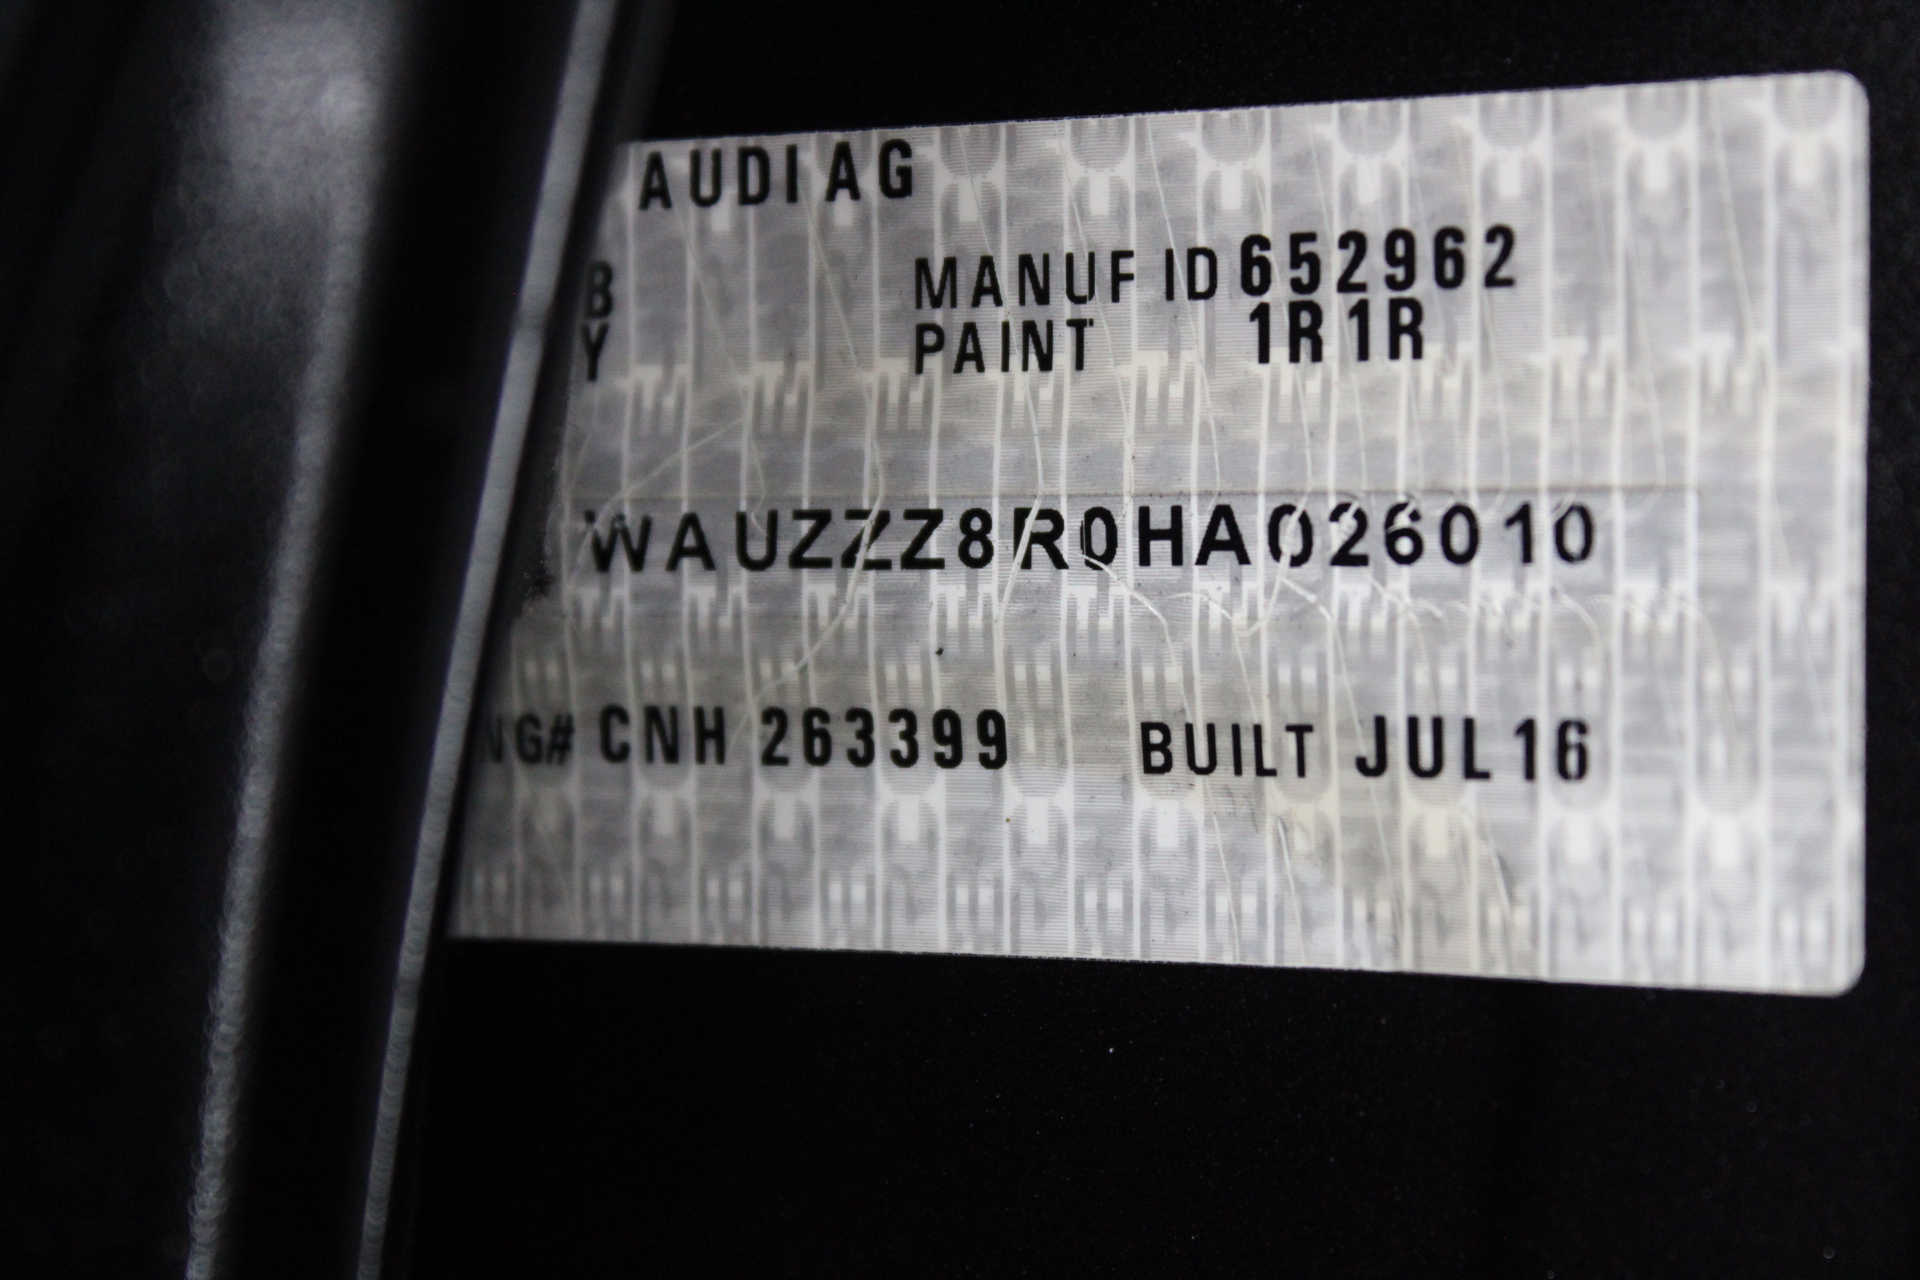 AUDI AG
B MANUF ID 652962
Y PAINT 1R1R
WAUZZZ8R0HA026010
NG# CNH 263399 BUILT JUL16